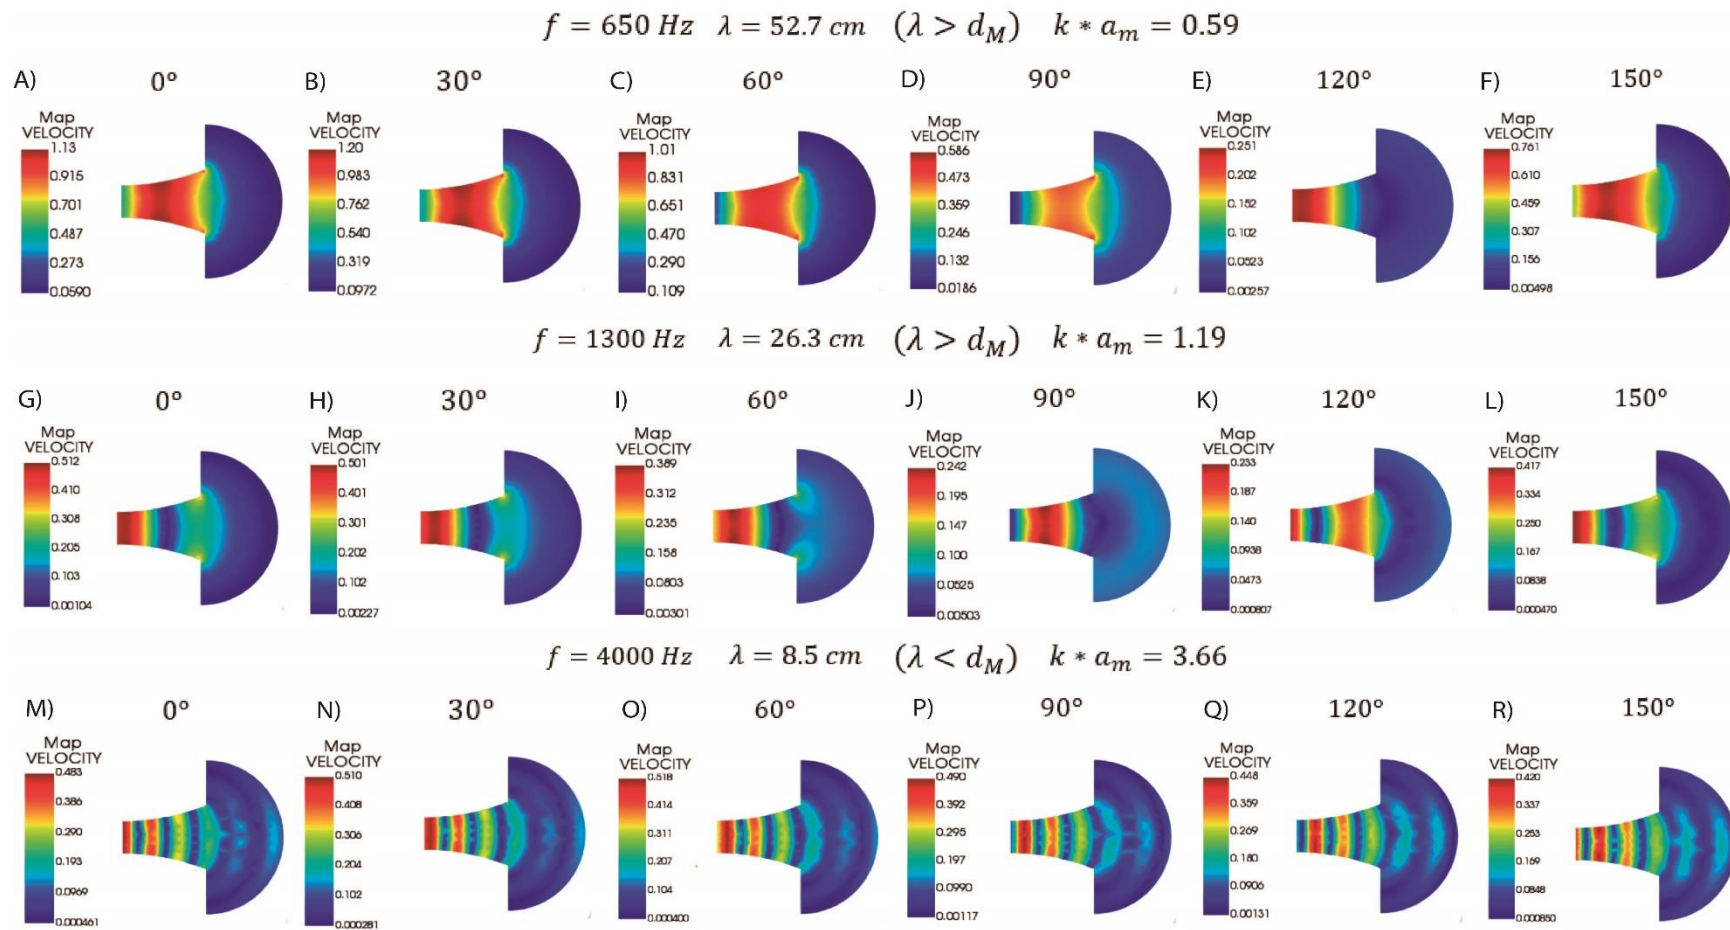 f = 650 Hz λ = 52.7 cm (λ > d_M) k * a_m = 0.59
A) 0° B) 30° C) 60° D) 90° E) 120° F) 150°
Map
VELOCITY
1.13
0.915
0.701
0.487
0.273
0.0590
Map
VELOCITY
1.20
0.983
0.762
0.540
0.319
0.0972
Map
VELOCITY
1.01
0.831
0.651
0.470
0.290
0.109
Map
VELOCITY
0.586
0.473
0.359
0.246
0.132
0.0186
Map
VELOCITY
0.251
0.202
0.152
0.102
0.0523
0.00257
Map
VELOCITY
0.761
0.610
0.459
0.307
0.156
0.00498
f = 1300 Hz λ = 26.3 cm (λ > d_M) k * a_m = 1.19
G) 0° H) 30° I) 60° J) 90° K) 120° L) 150°
Map
VELOCITY
0.512
0.410
0.308
0.205
0.103
0.00104
Map
VELOCITY
0.501
0.401
0.301
0.202
0.102
0.00227
Map
VELOCITY
0.389
0.312
0.235
0.158
0.0803
0.00301
Map
VELOCITY
0.242
0.195
0.147
0.100
0.0525
0.00503
Map
VELOCITY
0.233
0.187
0.140
0.0938
0.0473
0.000807
Map
VELOCITY
0.417
0.334
0.250
0.167
0.0838
0.000470
f = 4000 Hz λ = 8.5 cm (λ < d_M) k * a_m = 3.66
M) 0° N) 30° O) 60° P) 90° Q) 120° R) 150°
Map
VELOCITY
0.483
0.386
0.290
0.193
0.0969
0.000461
Map
VELOCITY
0.510
0.408
0.306
0.204
0.102
0.000281
Map
VELOCITY
0.518
0.414
0.311
0.207
0.104
0.000400
Map
VELOCITY
0.490
0.392
0.295
0.197
0.0990
0.00117
Map
VELOCITY
0.448
0.359
0.269
0.180
0.0906
0.00131
Map
VELOCITY
0.420
0.337
0.253
0.169
0.0848
0.000850